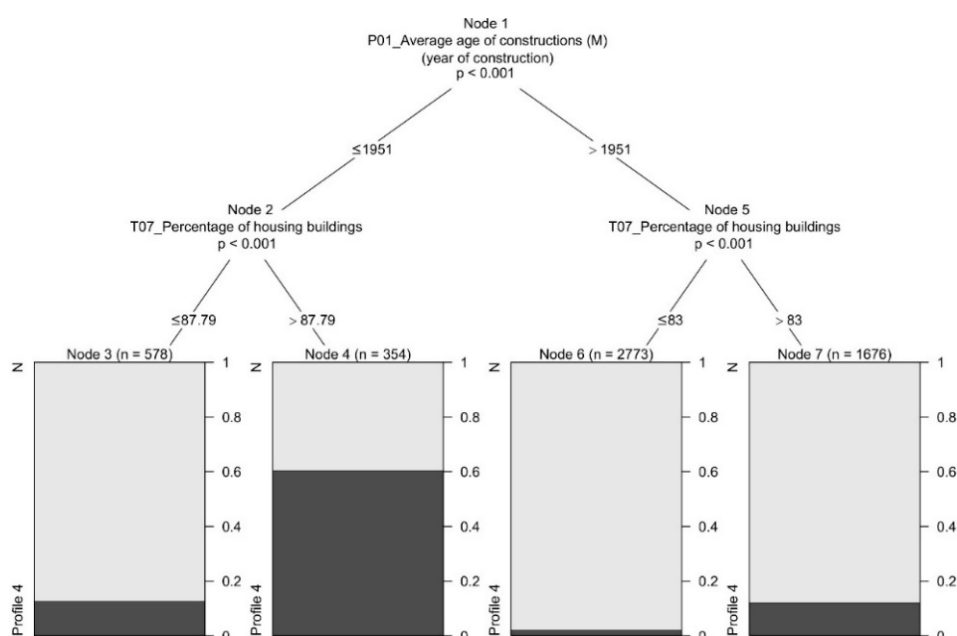 Node 1
P01_Average age of constructions (M)
(year of construction)
p < 0.001
≤1951
> 1951
Node 2
T07_Percentage of housing buildings
p < 0.001
Node 5
T07_Percentage of housing buildings
p < 0.001
≤87.79
> 87.79
≤83
> 83
Node 3 (n = 578)
N
Profile 4
1
0.8
0.6
0.4
0.2
0
Node 4 (n = 354)
N
Profile 4
1
0.8
0.6
0.4
0.2
0
Node 6 (n = 2773)
N
Profile 4
1
0.8
0.6
0.4
0.2
0
Node 7 (n = 1676)
N
Profile 4
1
0.8
0.6
0.4
0.2
0